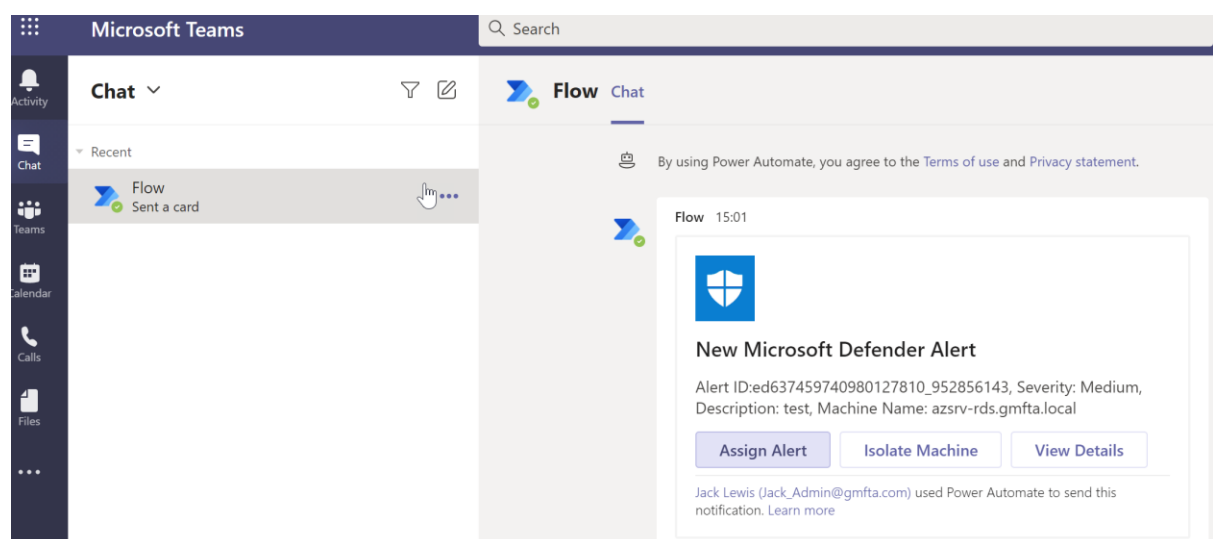 Microsoft Teams
Search
Activity
Chat
Teams
Calendar
Calls
Files
Chat
Recent
Flow
Sent a card
Flow Chat
By using Power Automate, you agree to the Terms of use and Privacy statement.
Flow 15:01
New Microsoft Defender Alert
Alert ID:ed637459740980127810_952856143, Severity: Medium,
Description: test, Machine Name: azsrv-rds.gmfta.local
Assign Alert Isolate Machine View Details
Jack Lewis (Jack_Admin@gmfta.com) used Power Automate to send this
notification. Learn more